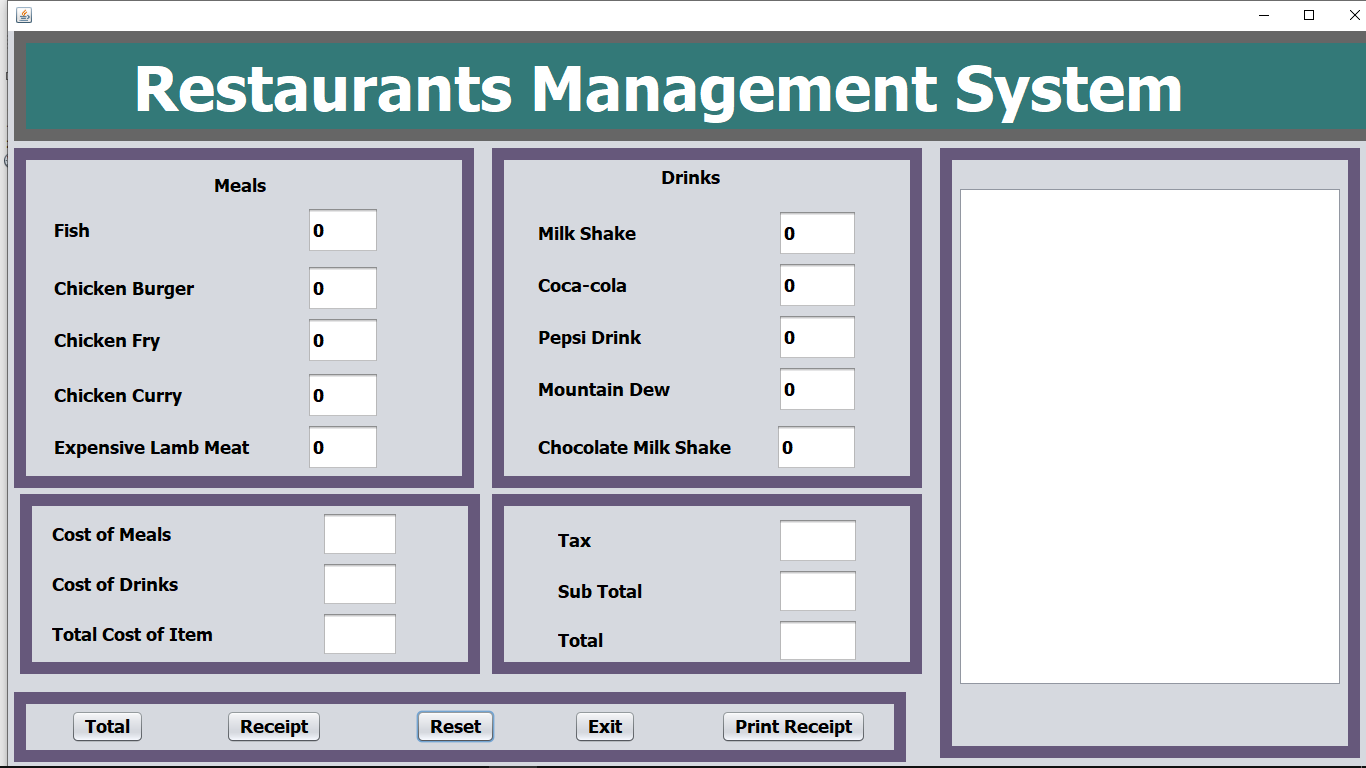 Restaurants Management System
Meals
Fish 0
Chicken Burger 0
Chicken Fry 0
Chicken Curry 0
Expensive Lamb Meat 0
Drinks
Milk Shake 0
Coca-cola 0
Pepsi Drink 0
Mountain Dew 0
Chocolate Milk Shake 0
Cost of Meals
Cost of Drinks
Total Cost of Item
Tax
Sub Total
Total
Total Receipt Reset Exit Print Receipt